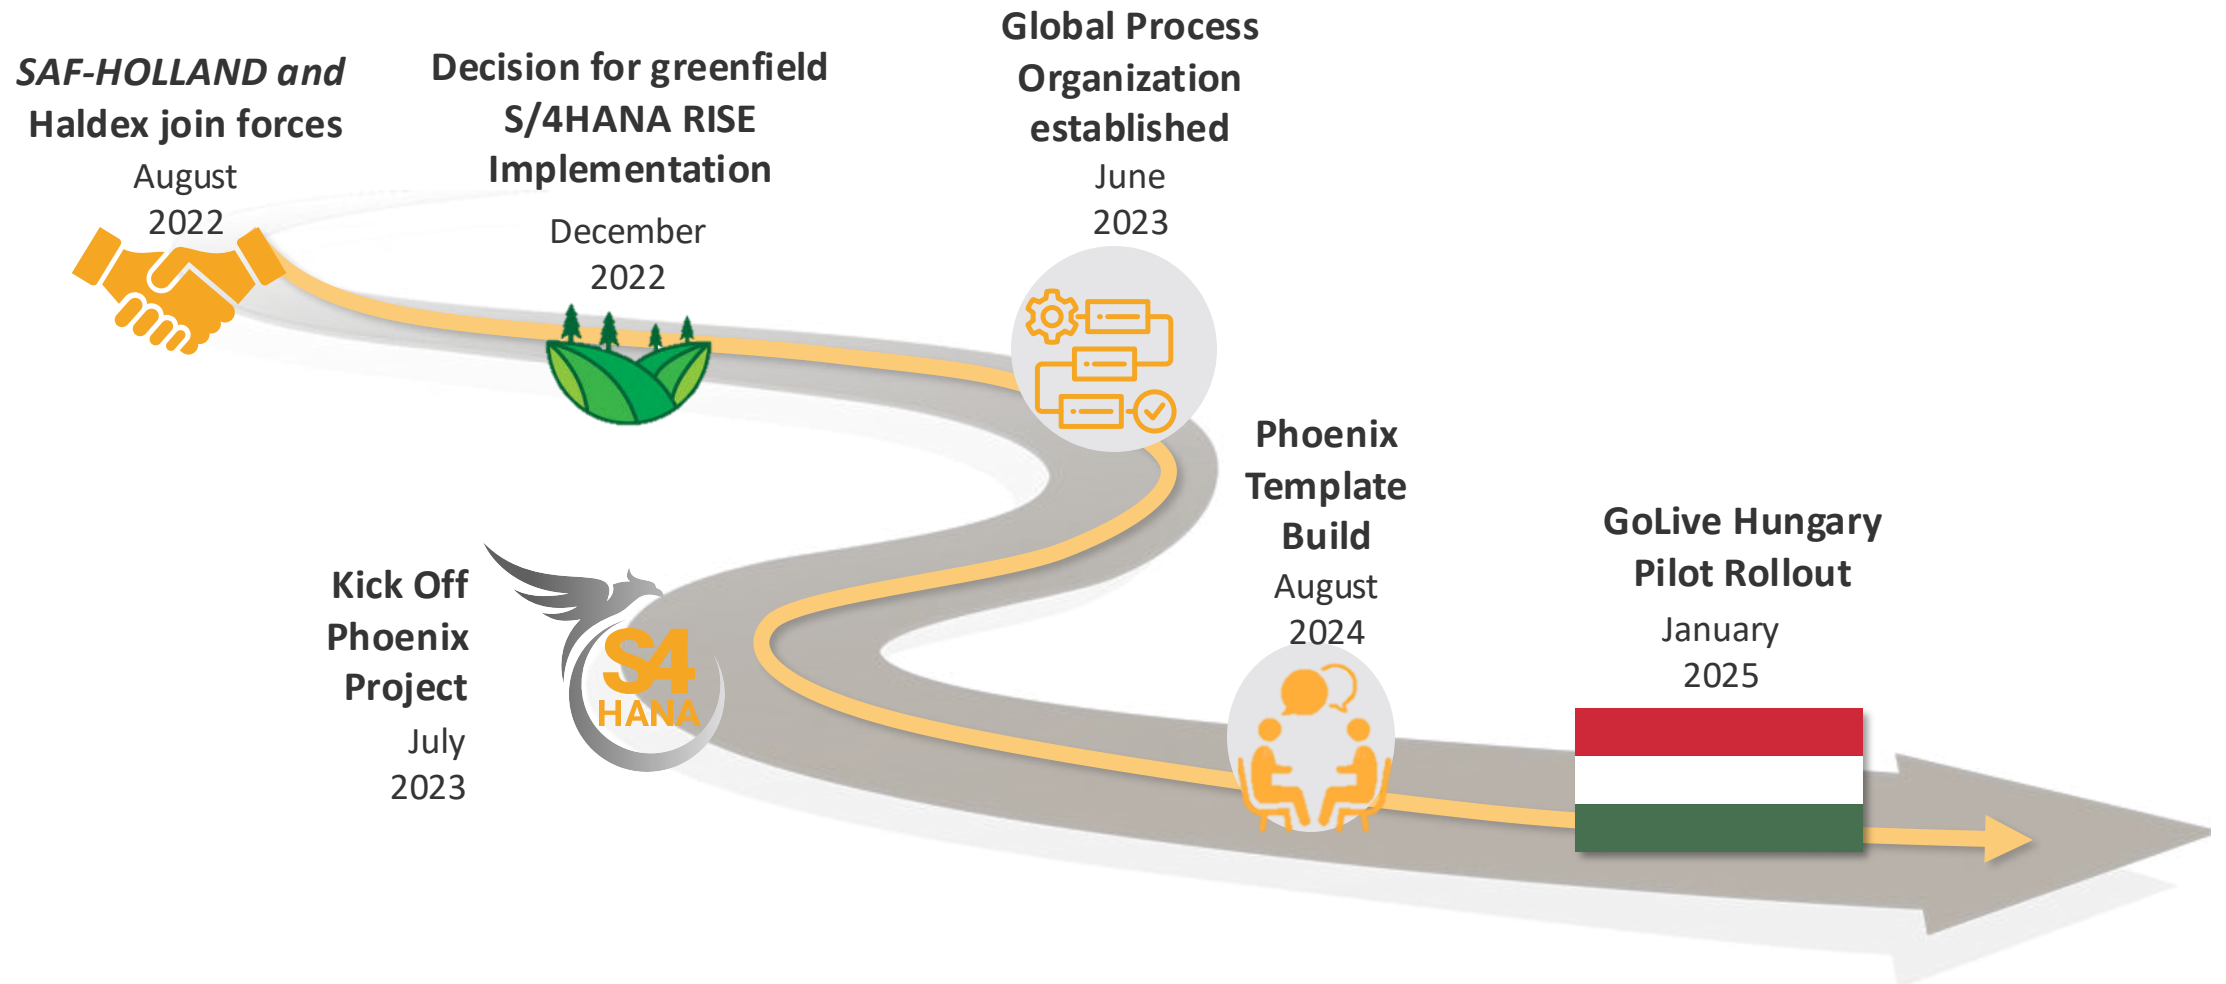 SAF-HOLLAND and
Haldex join forces
August
2022
Decision for greenfield
S/4HANA RISE
Implementation
December
2022
Global Process
Organization
established
June
2023
Kick Off
Phoenix
Project
July
2023
S4
HANA
Phoenix
Template
Build
August
2024
GoLive Hungary
Pilot Rollout
January
2025